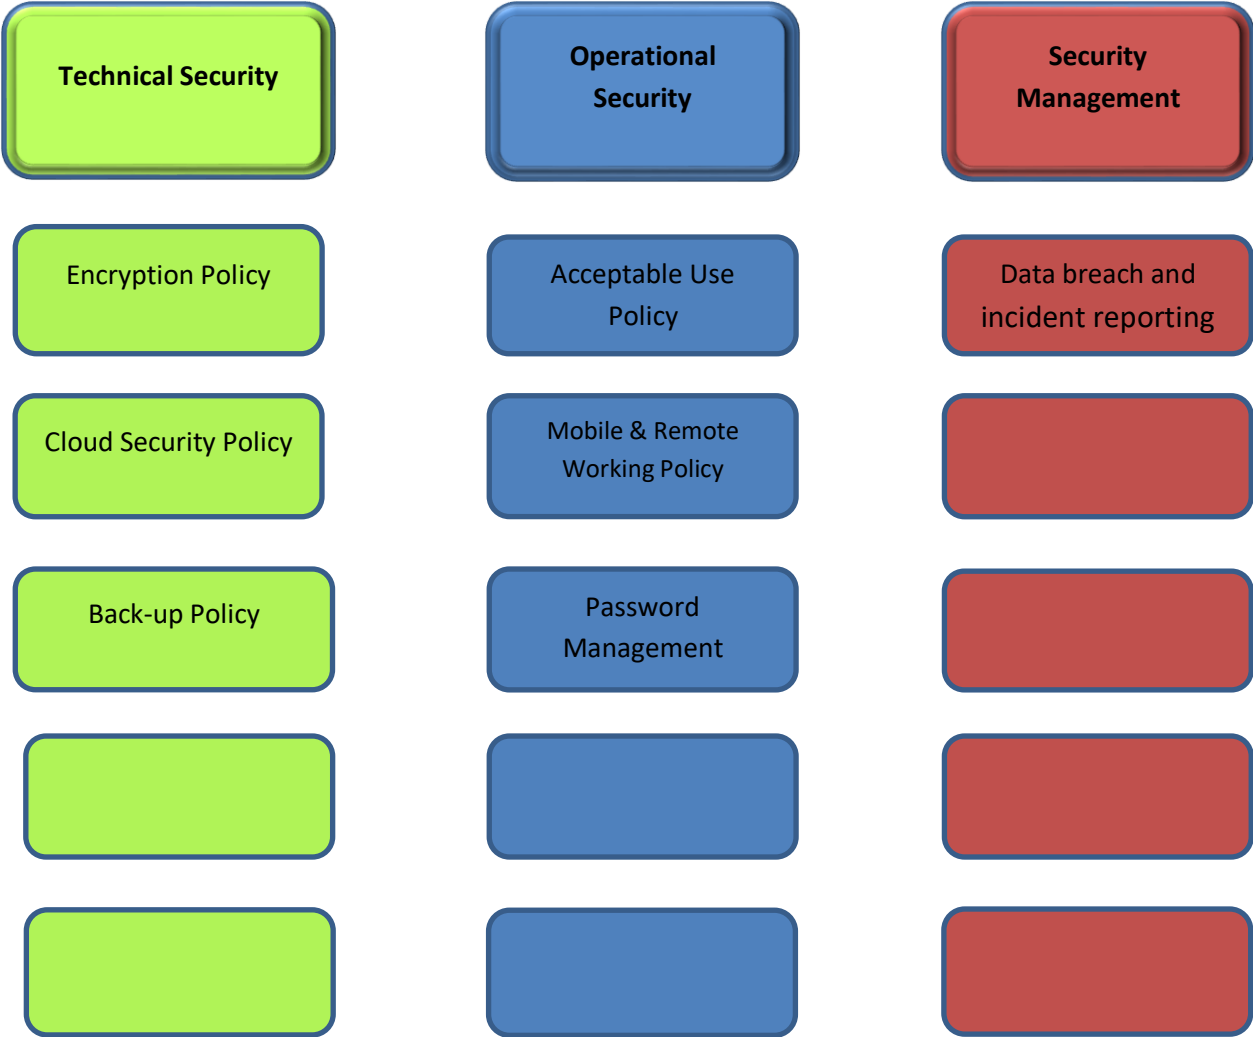 Technical Security
Operational
Security
Security
Management
Encryption Policy
Acceptable Use
Policy
Data breach and
incident reporting
Cloud Security Policy
Mobile & Remote
Working Policy
Back-up Policy
Password
Management